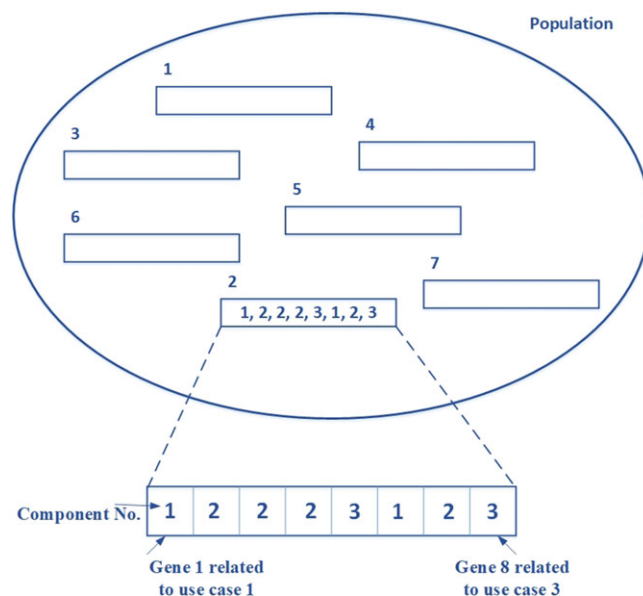 Population
1
3
4
5
6
7
2
1, 2, 2, 2, 3, 1, 2, 3
Component No. 1 2 2 2 3 1 2 3
Gene 1 related
to use case 1
Gene 8 related
to use case 3